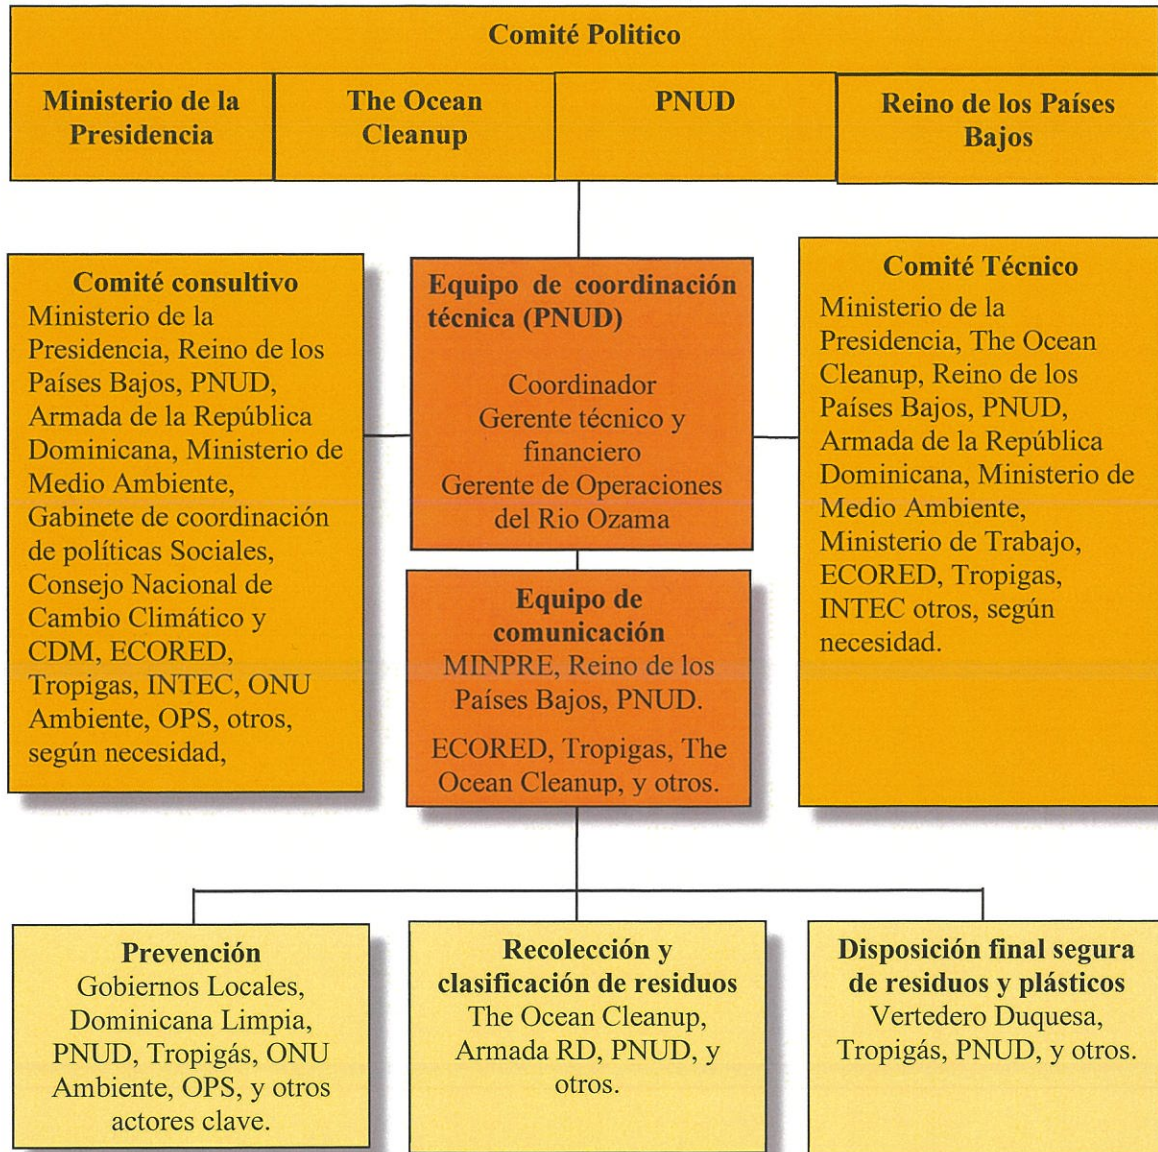 Comité Politico
Ministerio de la
Presidencia
The Ocean
Cleanup
PNUD
Reino de los Países
Bajos
Comité consultivo
Ministerio de la
Presidencia, Reino de los
Países Bajos, PNUD,
Armada de la República
Dominicana, Ministerio de
Medio Ambiente,
Gabinete de coordinación
de políticas Sociales,
Consejo Nacional de
Cambio Climático y
CDM, ECORED,
Tropigas, INTEC, ONU
Ambiente, OPS, otros,
según necesidad,
Equipo de coordinación
técnica (PNUD)
Coordinador
Gerente técnico y
financiero
Gerente de Operaciones
del Rio Ozama
Equipo de
comunicación
MINPRE, Reino de los
Países Bajos, PNUD.
ECORED, Tropigas, The
Ocean Cleanup, y otros.
Comité Técnico
Ministerio de la
Presidencia, The Ocean
Cleanup, Reino de los
Países Bajos, PNUD,
Armada de la República
Dominicana, Ministerio de
Medio Ambiente,
Ministerio de Trabajo,
ECORED, Tropigas,
INTEC otros, según
necesidad.
Prevención
Gobiernos Locales,
Dominicana Limpia,
PNUD, Tropigás, ONU
Ambiente, OPS, y otros
actores clave.
Recolección y
clasificación de residuos
The Ocean Cleanup,
Armada RD, PNUD, y
otros.
Disposición final segura
de residuos y plásticos
Vertedero Duquesa,
Tropigás, PNUD, y otros.